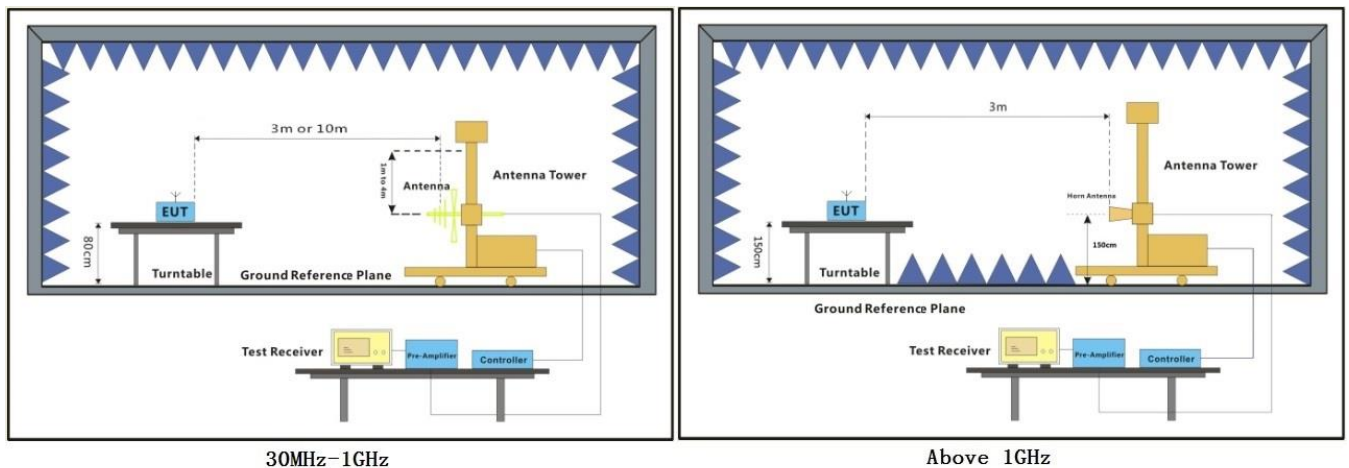 3m or 10m
1m to 4m
Antenna
Antenna Tower
EUT
80cm
Turntable
Ground Reference Plane
Test Receiver
Pre-Amplifier
Controller
30MHz-1GHz
3m
Antenna Tower
Horn Antenna
EUT
150cm
150cm
Turntable
Ground Reference Plane
Test Receiver
Pre-Amplifier
Controller
Above 1GHz